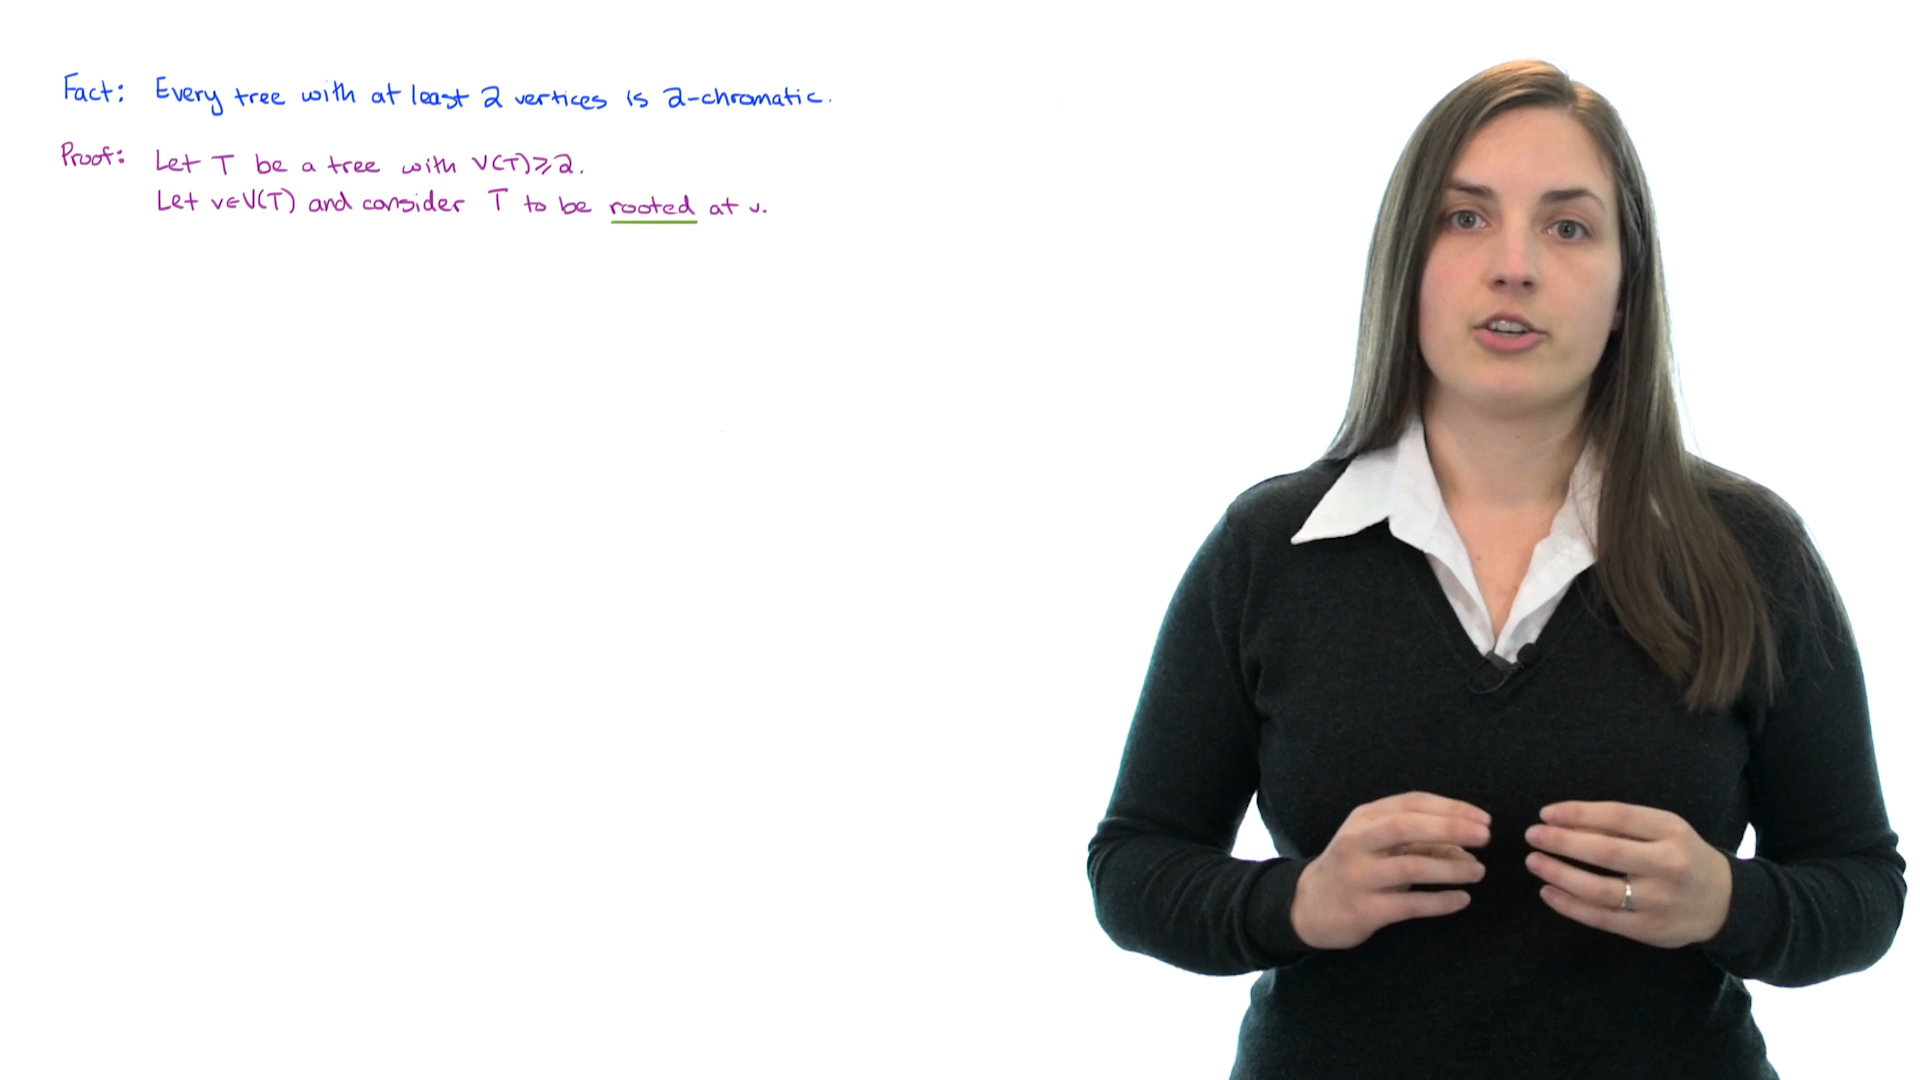 Fact: Every tree with at least 2 vertices is 2-chromatic.
Proof: Let T be a tree with V(T)≥2.
Let v∈V(T) and consider T to be rooted at v.